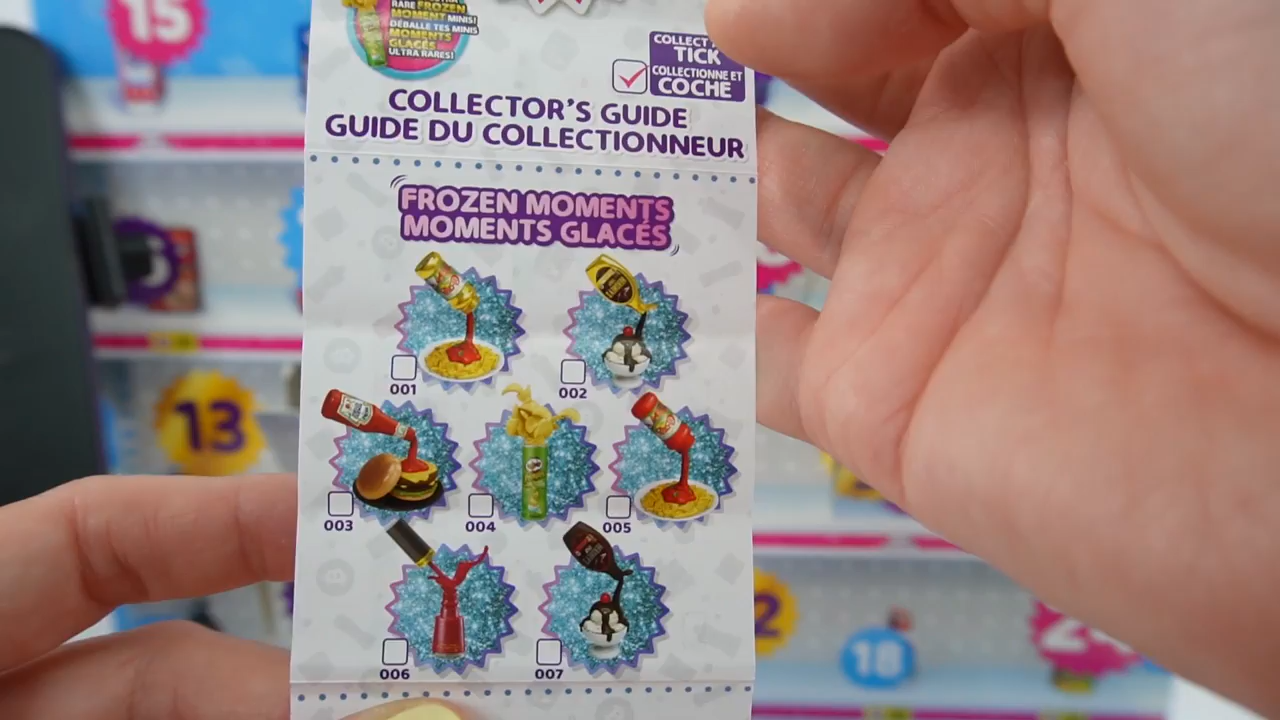 15
RARE FROZEN
MOMENT MINIS!
DÉBALLE TES MINIS
MOMENTS
GLACÉS
ULTRA RARES!
COLLECT
TICK
COLLECTIONNE ET
COCHE
COLLECTOR'S GUIDE
GUIDE DU COLLECTIONNEUR
FROZEN MOMENTS
MOMENTS GLACÉS
001
002
003
004
005
006
007
13
18